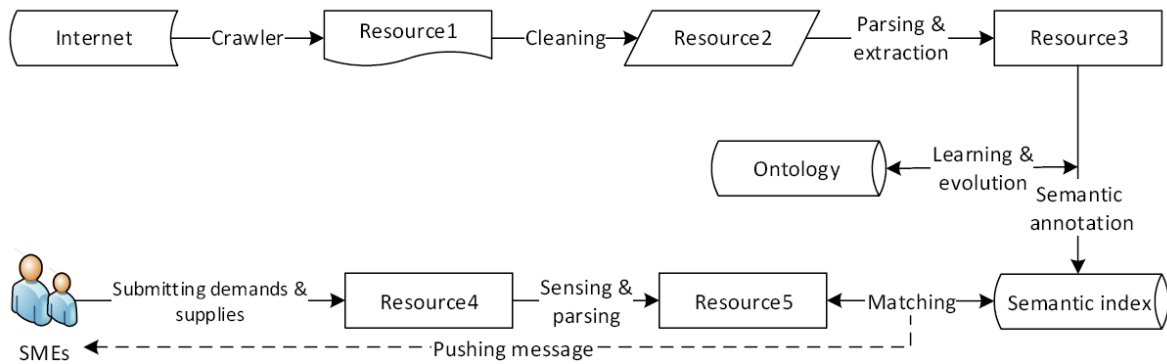 Internet
Crawler
Resource1
Cleaning
Resource2
Parsing &
extraction
Resource3
Ontology
Learning &
evolution
Semantic
annotation
SMEs
Submitting demands &
supplies
Resource4
Sensing &
parsing
Resource5
Matching
Semantic index
Pushing message